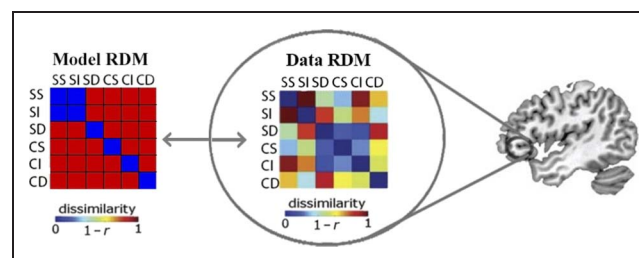 Model RDM
SS SI SD CS CI CD
SS
SI
SD
CS
CI
CD
dissimilarity
0 1 – r 1
Data RDM
SS SI SD CS CI CD
SS
SI
SD
CS
CI
CD
dissimilarity
0 1 – r 1